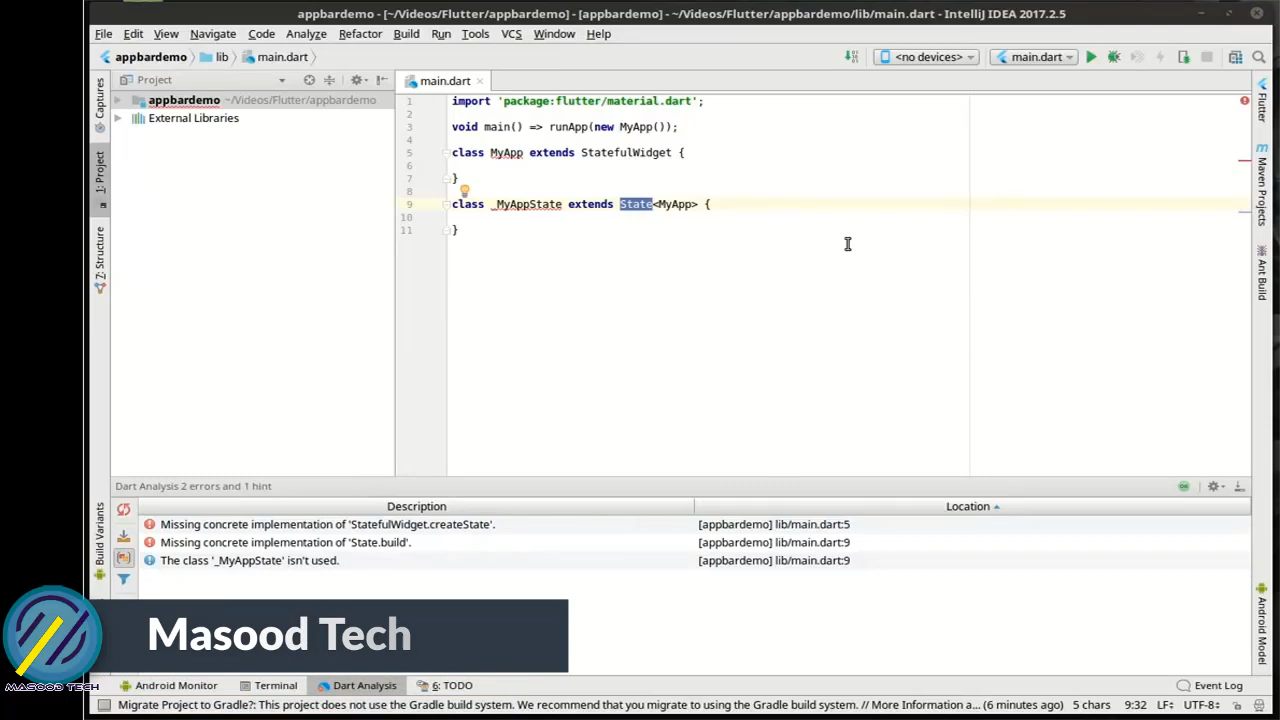 appbardemo - [~/Videos/Flutter/appbardemo] - [appbardemo] - ~/Videos/Flutter/appbardemo/lib/main.dart - IntelliJ IDEA 2017.2.5
File Edit View Navigate Code Analyze Refactor Build Run Tools VCS Window Help
appbardemo lib main.dart <no devices> main.dart
Project main.dart
appbardemo ~/Videos/Flutter/appbardemo
External Libraries
1 import 'package:flutter/material.dart';
2
3 void main() => runApp(new MyApp());
4
5 class MyApp extends StatefulWidget {
6
7 }
8
9 class _MyAppState extends State<MyApp> {
10
11 }
Captures
1: Project
7: Structure
Build Variants
Flutter
Maven Projects
Ant Build
Android Model
Dart Analysis 2 errors and 1 hint
Description Location
Missing concrete implementation of 'StatefulWidget.createState'. [appbardemo] lib/main.dart:5
Missing concrete implementation of 'State.build'. [appbardemo] lib/main.dart:9
The class '_MyAppState' isn't used. [appbardemo] lib/main.dart:9
Masood Tech
MASOOD TECH
Android Monitor Terminal Dart Analysis 6: TODO Event Log
Migrate Project to Gradle?: This project does not use the Gradle build system. We recommend that you migrate to using the Gradle build system. // More Information a... (6 minutes ago) 5 chars 9:32 LF UTF-8